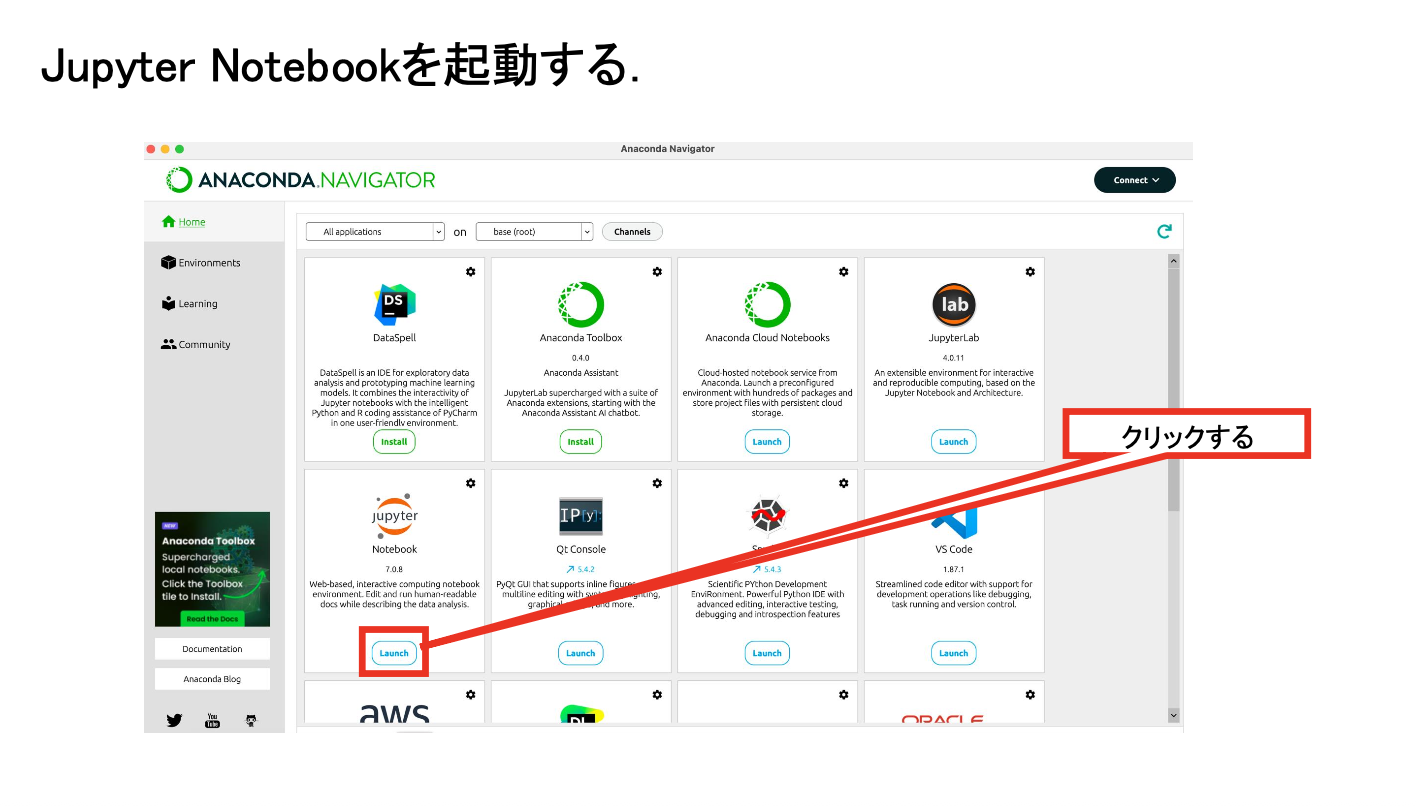 Jupyter Notebookを起動する.
Anaconda Navigator
ANACONDA.NAVIGATOR
Connect
Home
Environments
Learning
Community
All applications
on
base (root)
Channels
DS
DataSpell
DataSpell is an IDE for exploratory data
analysis and prototyping machine learning
models. It combines the interactivity of
Jupyter notebooks with the intelligent
Python and R coding assistance of PyCharm
in one user-friendly environment.
Install
Anaconda Toolbox
0.4.0
Anaconda Assistant
JupyterLab supercharged with a suite of
Anaconda extensions, starting with the
Anaconda Assistant AI chatbot.
Install
Anaconda Cloud Notebooks
Cloud-hosted notebook service from
Anaconda. Launch a preconfigured
environment with hundreds of packages and
store project files with persistent cloud
storage.
Launch
lab
JupyterLab
4.0.11
An extensible environment for interactive
and reproducible computing, based on the
Jupyter Notebook and Architecture.
Launch
クリックする
jupyter
Notebook
7.0.8
Web-based, interactive computing notebook
environment. Edit and run human-readable
docs while describing the data analysis.
Launch
IP[y]:
Qt Console
5.4.2
PyQt GUI that supports inline figures,
multiline editing with
graphical and more.
Launch
5.4.3
Scientific PYthon Development
EnviRonment. Powerful Python IDE with
advanced editing, interactive testing,
debugging and introspection features
Launch
VS Code
1.87.1
Streamlined code editor with support for
development operations like debugging,
task running and version control.
Launch
NEW
Anaconda Toolbox
Supercharged
local notebooks.
Click the Toolbox
tile to Install.
Read the Docs
Documentation
Anaconda Blog
You
Tube
aws
DL
ORACLE